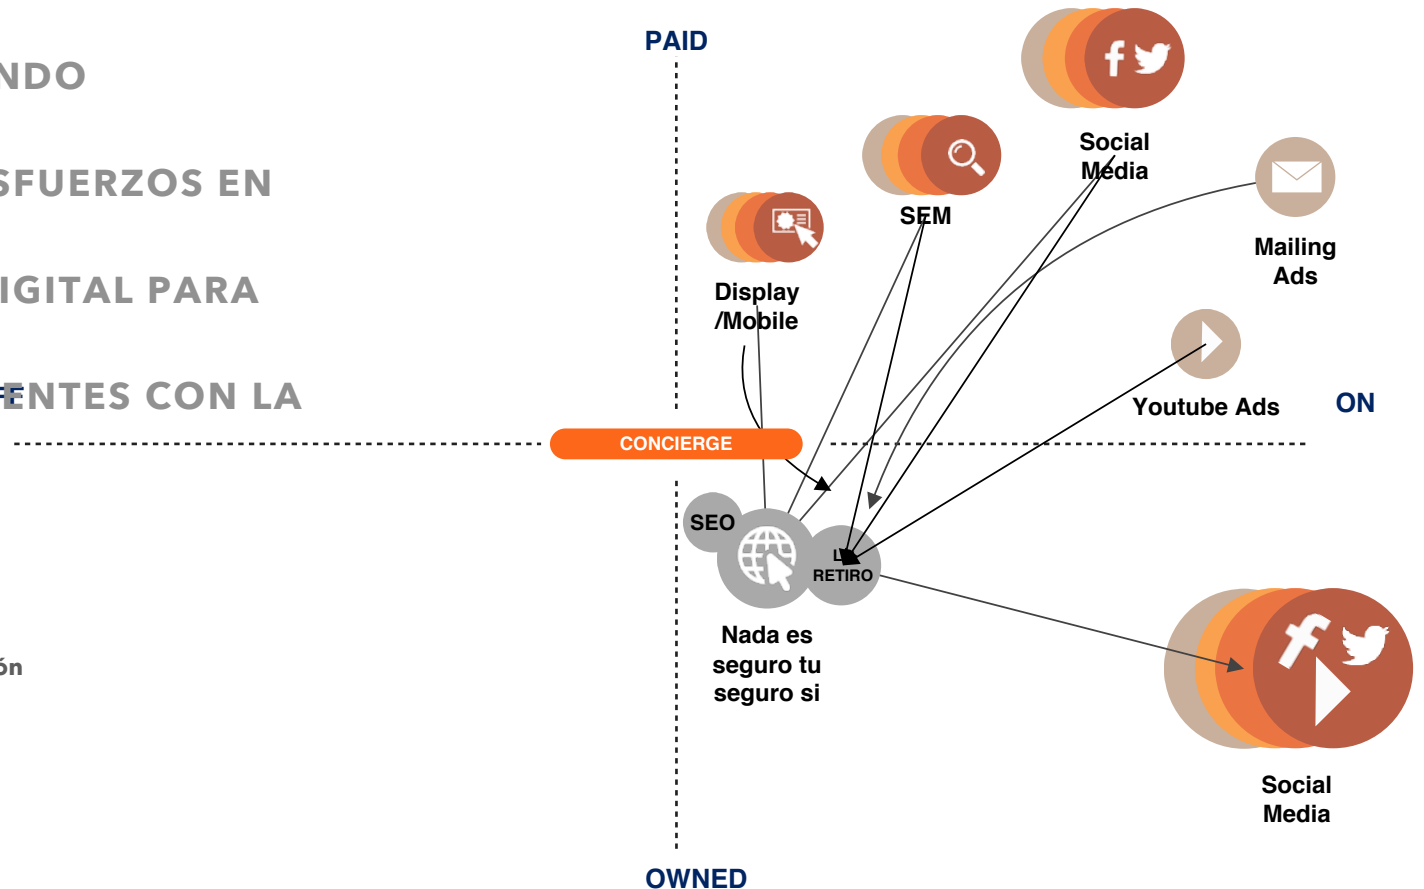 PAID
NDO
SFUERZOS EN
IGITAL PARA
ENTES CON LA
Social
Media
SEM
Mailing
Ads
Display
/Mobile
Youtube Ads
ON
CONCIERGE
SEO
RETIRO
Nada es
seguro tu
seguro si
ón
Social
Media
OWNED